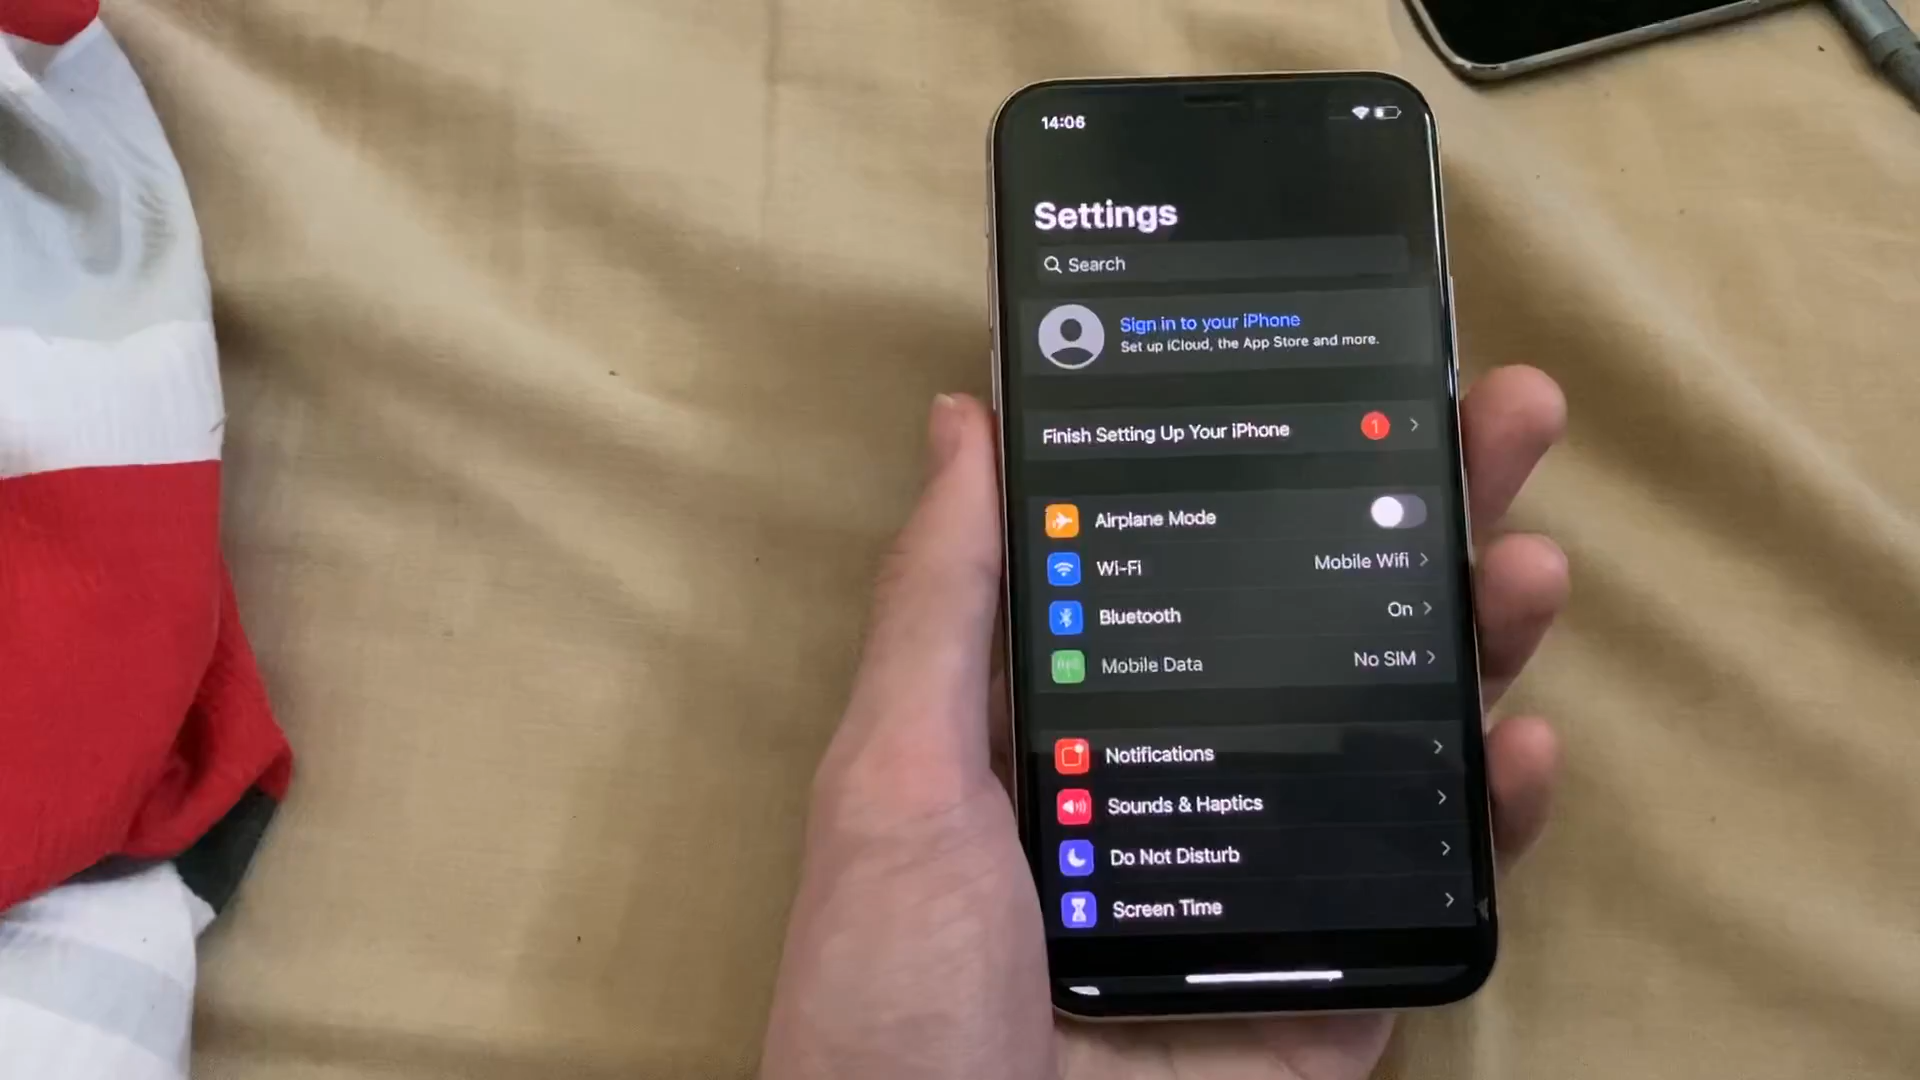 14:06
Settings
Search
Sign in to your iPhone
Set up iCloud, the App Store and more.
Finish Setting Up Your iPhone 1
Airplane Mode
Wi-Fi Mobile Wifi
Bluetooth On
Mobile Data No SIM
Notifications
Sounds & Haptics
Do Not Disturb
Screen Time